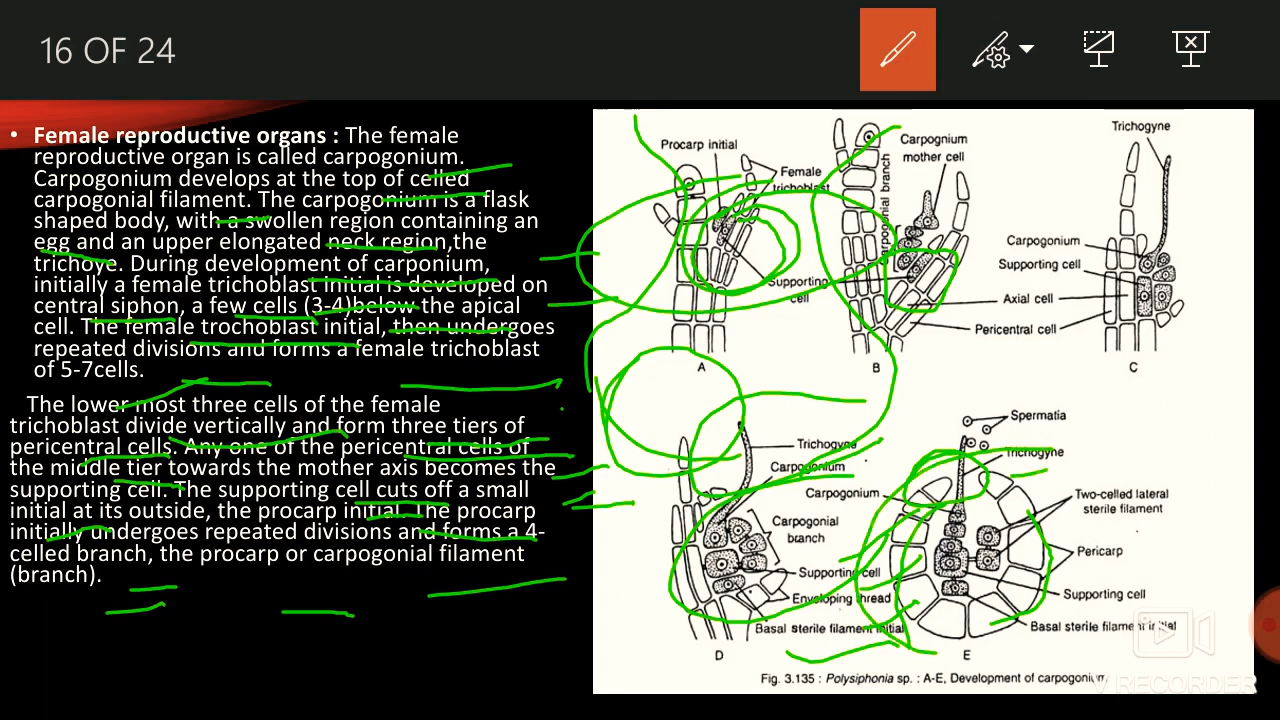 16 OF 24
• Female reproductive organs : The female
reproductive organ is called carpogonium.
Carpogonium develops at the top of celled
carpogonial filament. The carpogonium is a flask
shaped body, with a swollen region containing an
egg and an upper elongated neck region,the
trichoye. During development of carponium,
initially a female trichoblast initial is developed on
central siphon, a few cells (3-4)below the apical
cell. The female trochoblast initial, then undergoes
repeated divisions and forms a female trichoblast
of 5-7cells.
The lower most three cells of the female
trichoblast divide vertically and form three tiers of
pericentral cells. Any one of the pericentral cells of
the middle tier towards the mother axis becomes the
supporting cell. The supporting cell cuts off a small
initial at its outside, the procarp initial. The procarp
initially undergoes repeated divisions and forms a 4-
celled branch, the procarp or carpogonial filament
(branch).
Procarp initial
Female
trichoblast
Supporting
cell
A
Carpogonial branch
Carpognium
mother cell
B
Trichogyne
Carpogonium
Supporting cell
Axial cell
Pericentral cell
C
Trichogyne
Carpogonium
Carpogonial
branch
Supporting cell
Enveloping thread
Basal sterile filament initial
D
Spermatia
Trichogyne
Carpogonium
Two-celled lateral
sterile filament
Pericarp
Supporting cell
Basal sterile filament initial
E
Fig. 3.135 : Polysiphonia sp. : A-E, Development of carpogonium
V RECORDER